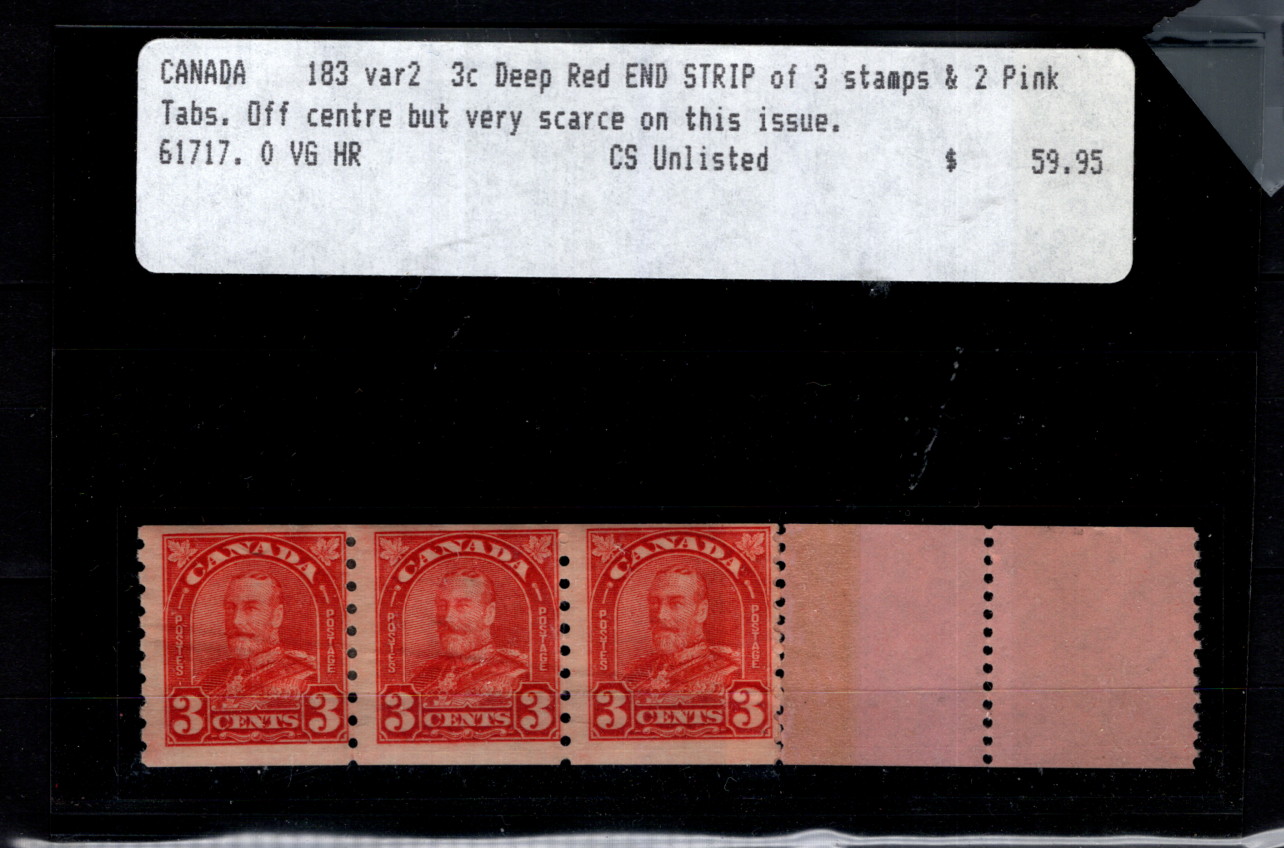 CANADA 183 var2 3c Deep Red END STRIP of 3 stamps & 2 Pink
Tabs. Off centre but very scarce on this issue.
61717. 0 VG HR CS Unlisted $ 59.95
CANADA CANADA CANADA
POSTES POSTAGE POSTES POSTAGE POSTES POSTAGE
3 CENTS 3 3 CENTS 3 3 CENTS 3